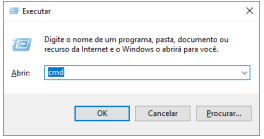 Executar
Digite o nome de um programa, pasta, documento ou
recurso da Internet e o Windows o abrirá para você.
Abrir: cmd
OK Cancelar Procurar...